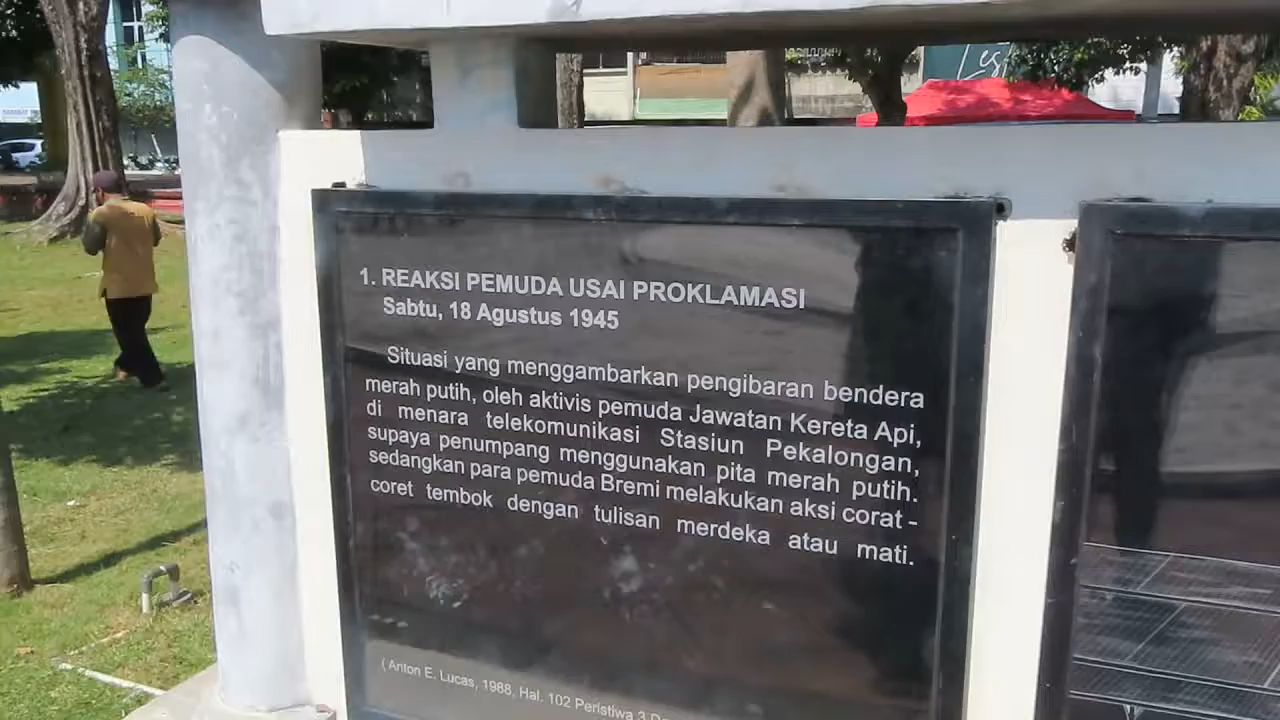 Les
1. REAKSI PEMUDA USAI PROKLAMASI
Sabtu, 18 Agustus 1945
Situasi yang menggambarkan pengibaran bendera
merah putih, oleh aktivis pemuda Jawatan Kereta Api,
di menara telekomunikasi Stasiun Pekalongan,
supaya penumpang menggunakan pita merah putih.
sedangkan para pemuda Bremi melakukan aksi corat -
coret tembok dengan tulisan merdeka atau mati.
( Anton E. Lucas, 1988, Hal. 102 Peristiwa 3